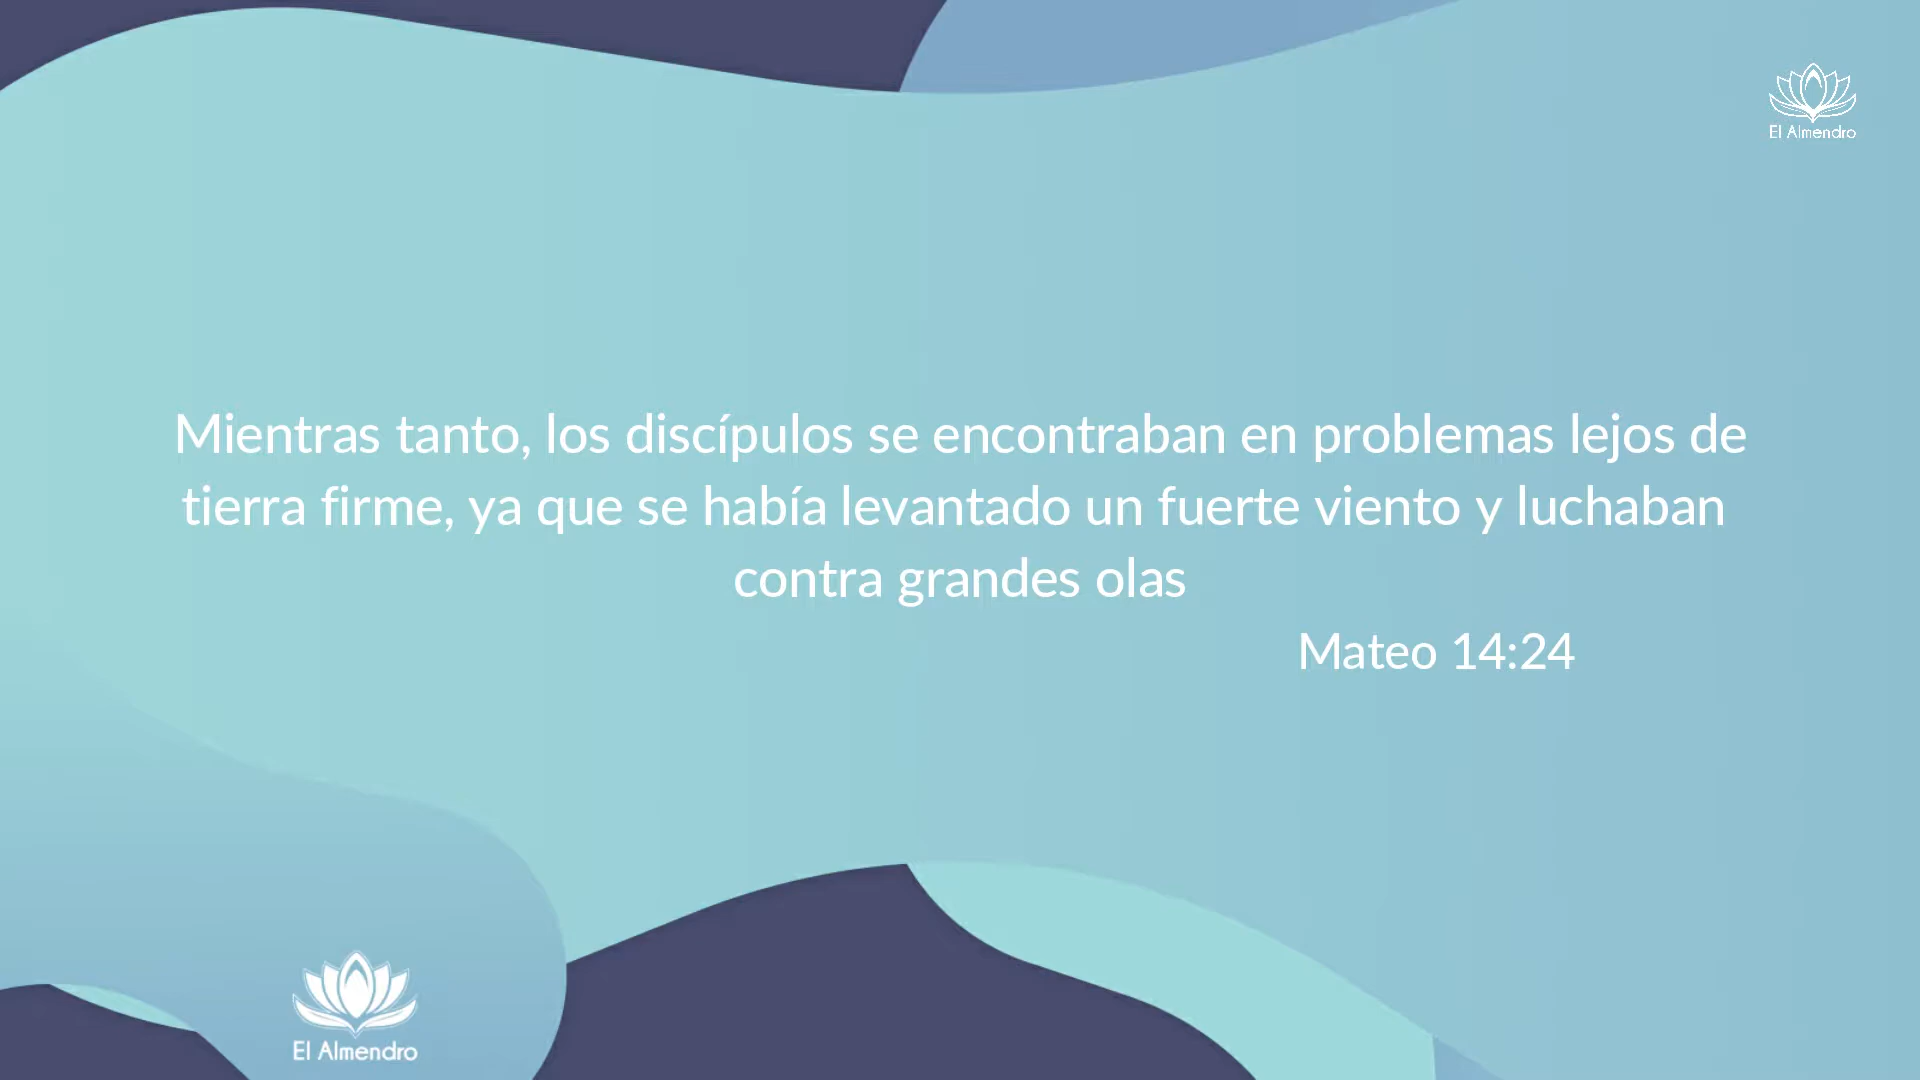 El Almendro
Mientras tanto, los discípulos se encontraban en problemas lejos de
tierra firme, ya que se había levantado un fuerte viento y luchaban
contra grandes olas
Mateo 14:24
El Almendro